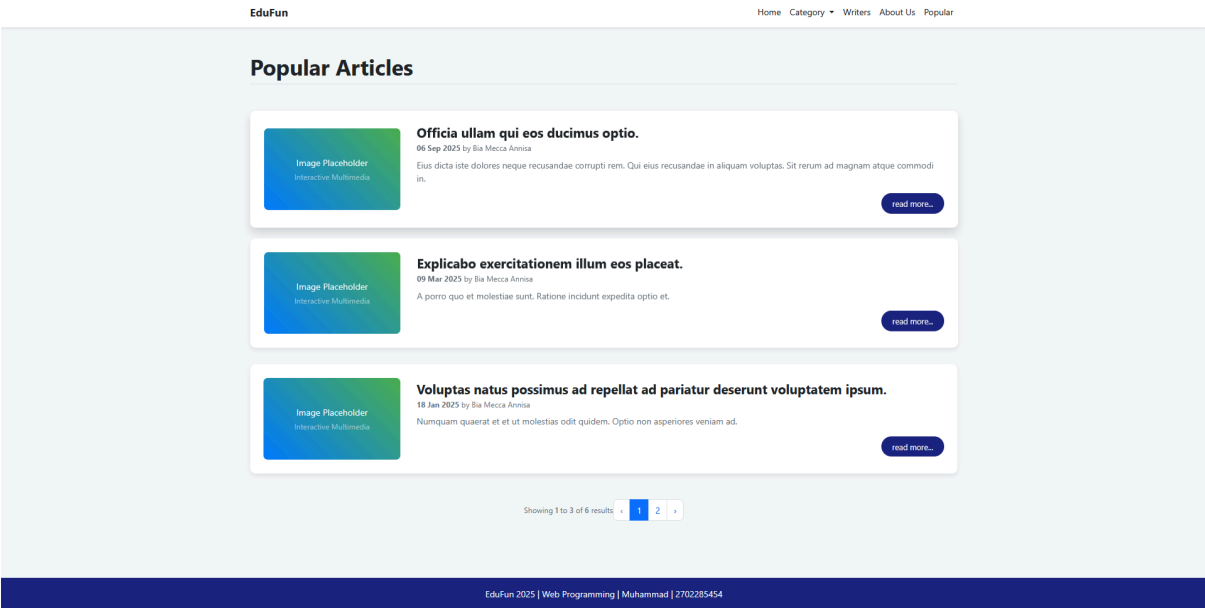 EduFun
Home Category Writers About Us Popular
Popular Articles
Image Placeholder
Interactive Multimedia
Officia ullam qui eos ducimus optio.
06 Sep 2025 by Bia Mecca Annisa
Eius dicta iste dolores neque recusandae corrupti rem. Qui eius recusandae in aliquam voluptas. Sit rerum ad magnam atque commodi
in.
read more...
Image Placeholder
Interactive Multimedia
Explicabo exercitationem illum eos placeat.
09 Mar 2025 by Bia Mecca Annisa
A porro quo et molestiae sunt. Ratione incidunt expedita optio et.
read more...
Image Placeholder
Interactive Multimedia
Voluptas natus possimus ad repellat ad pariatur deserunt voluptatem ipsum.
18 Jan 2025 by Bia Mecca Annisa
Numquam quaerat et et ut molestias odit quidem. Optio non asperiores veniam ad.
read more...
Showing 1 to 3 of 6 results ‹ 1 2 ›
EduFun 2025 | Web Programming | Muhammad | 2702285454